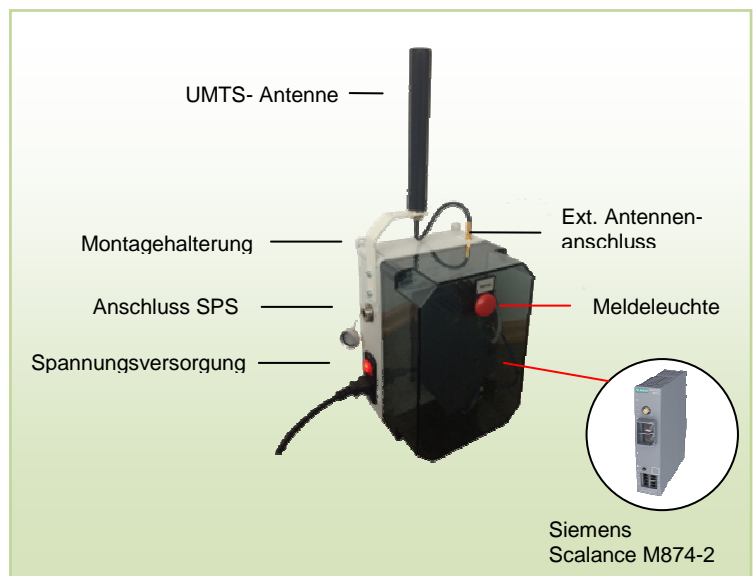 UMTS- Antenne
Ext. Antennen-
anschluss
Montagehalterung
Anschluss SPS
Meldeleuchte
Spannungsversorgung
Siemens
Scalance M874-2